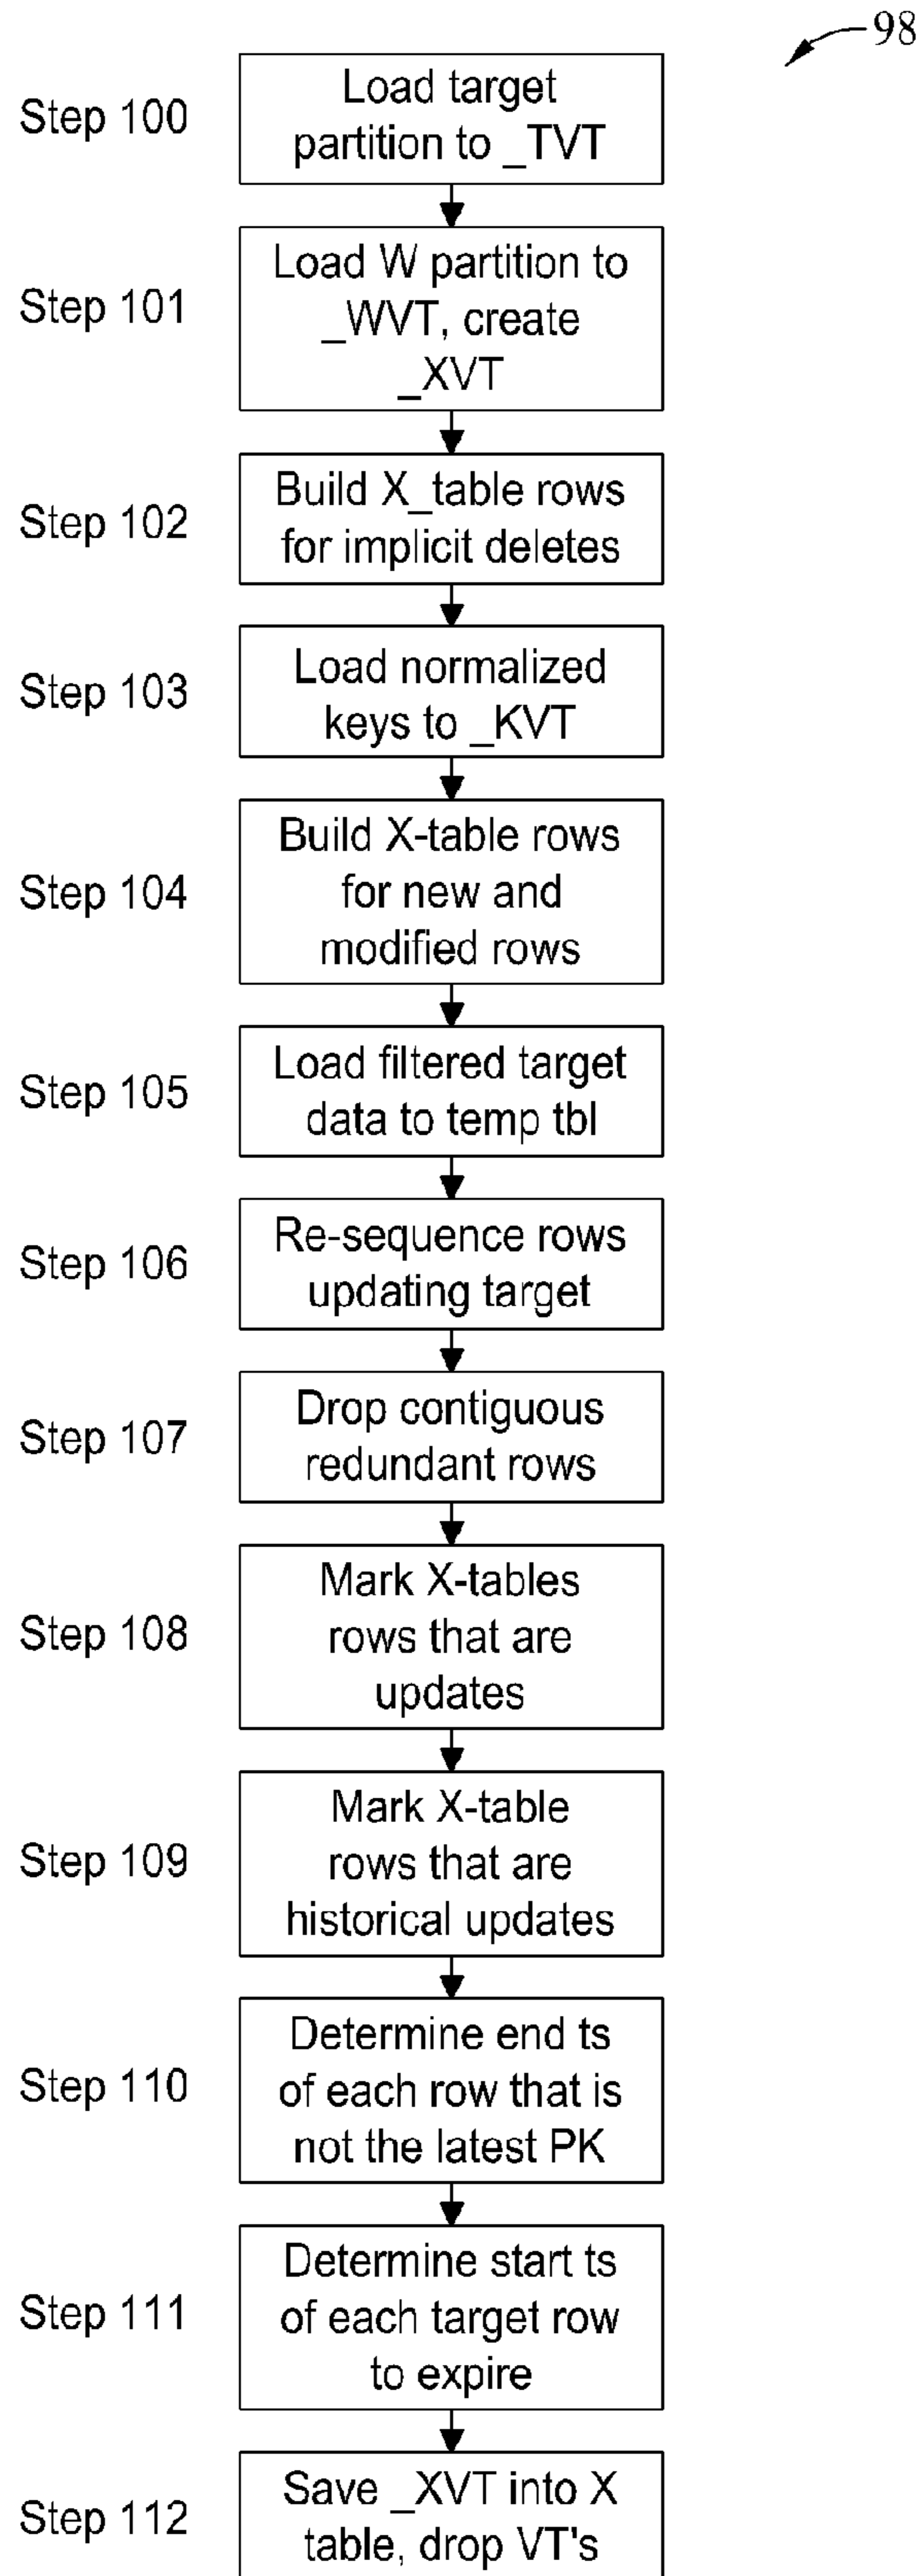 98
Step 100
Load target
partition to _TVT
Step 101
Load W partition to
_WVT, create
_XVT
Step 102
Build X_table rows
for implicit deletes
Step 103
Load normalized
keys to _KVT
Step 104
Build X-table rows
for new and
modified rows
Step 105
Load filtered target
data to temp tbl
Step 106
Re-sequence rows
updating target
Step 107
Drop contiguous
redundant rows
Step 108
Mark X-tables
rows that are
updates
Step 109
Mark X-table
rows that are
historical updates
Step 110
Determine end ts
of each row that is
not the latest PK
Step 111
Determine start ts
of each target row
to expire
Step 112
Save _XVT into X
table, drop VT's